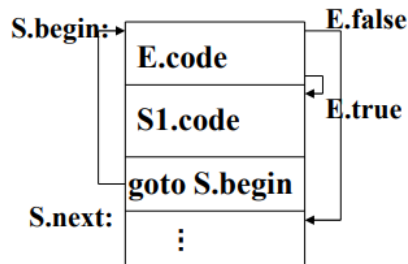 S.begin:
E.false
E.code
E.true
S1.code
goto S.begin
S.next:
⋮